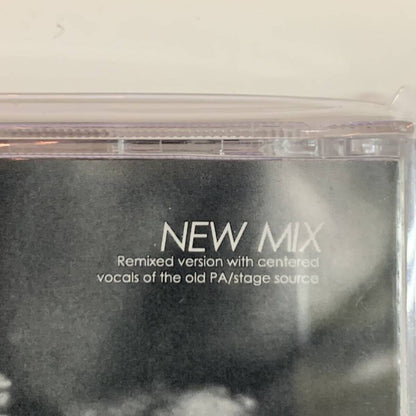 NEW MIX
Remixed version with centered
vocals of the old PA/stage source